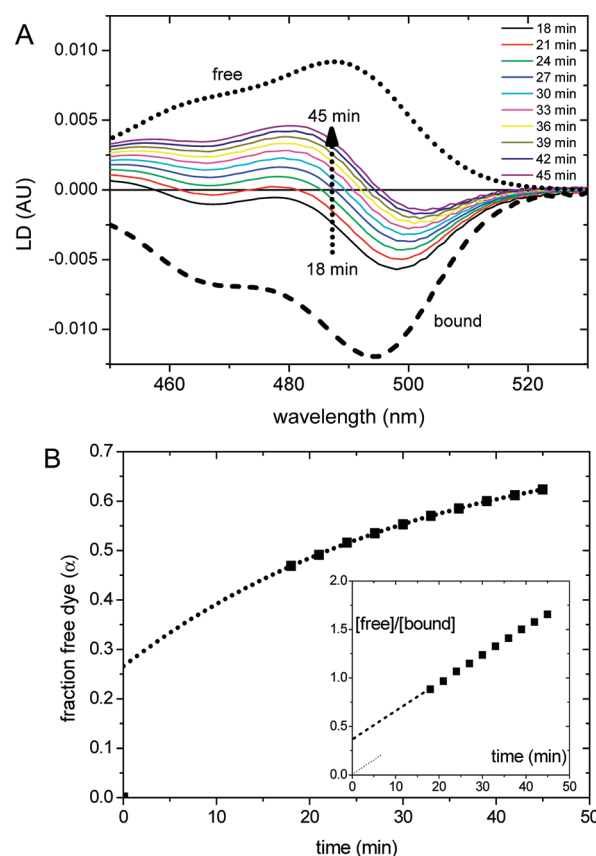 A
0.010
0.005
0.000
-0.005
-0.010
LD (AU)
460
480
500
520
wavelength (nm)
free
45 min
18 min
bound
18 min
21 min
24 min
27 min
30 min
33 min
36 min
39 min
42 min
45 min
B
0.7
0.6
0.5
0.4
0.3
0.2
0.1
0.0
fraction free dye (α)
0
10
20
30
40
50
time (min)
2.0
1.5
1.0
0.5
0.0
[free]/[bound]
time (min)
0
10
20
30
40
50